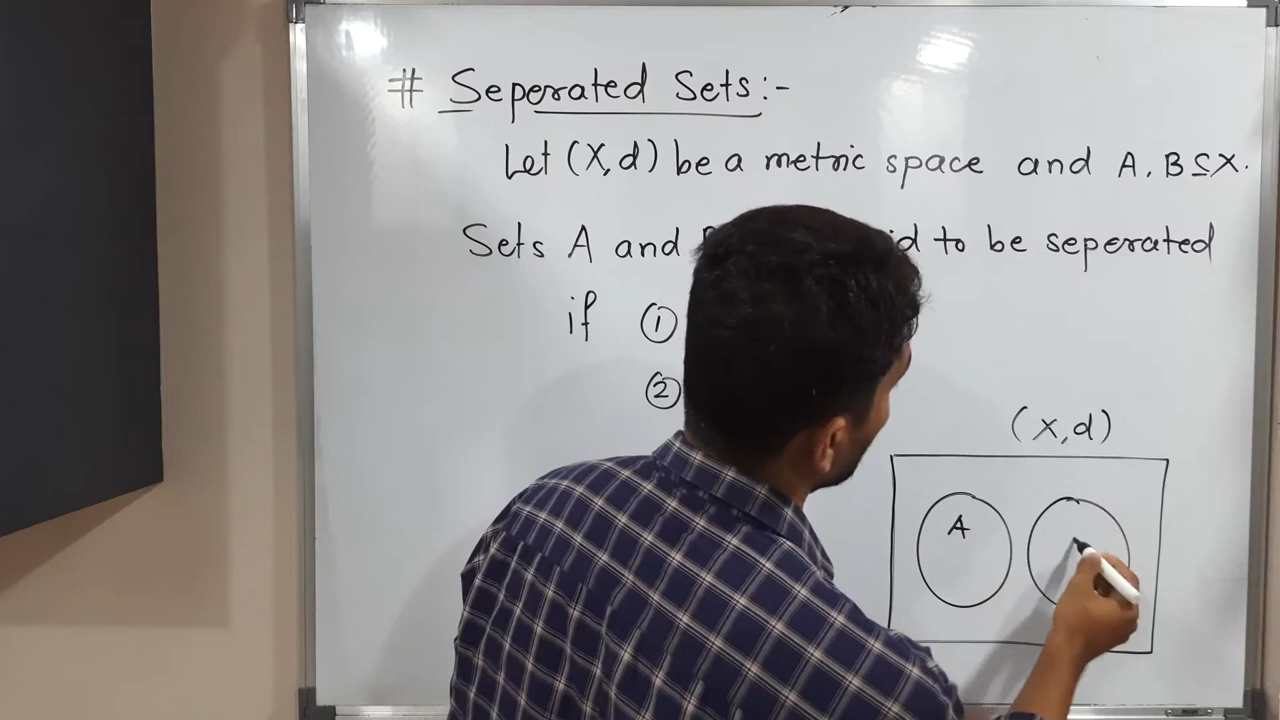 # Seperated Sets:-
Let (X,d) be a metric space and A, B ⊆ X.
Sets A and to be seperated
if ①
②
(X,d)
A